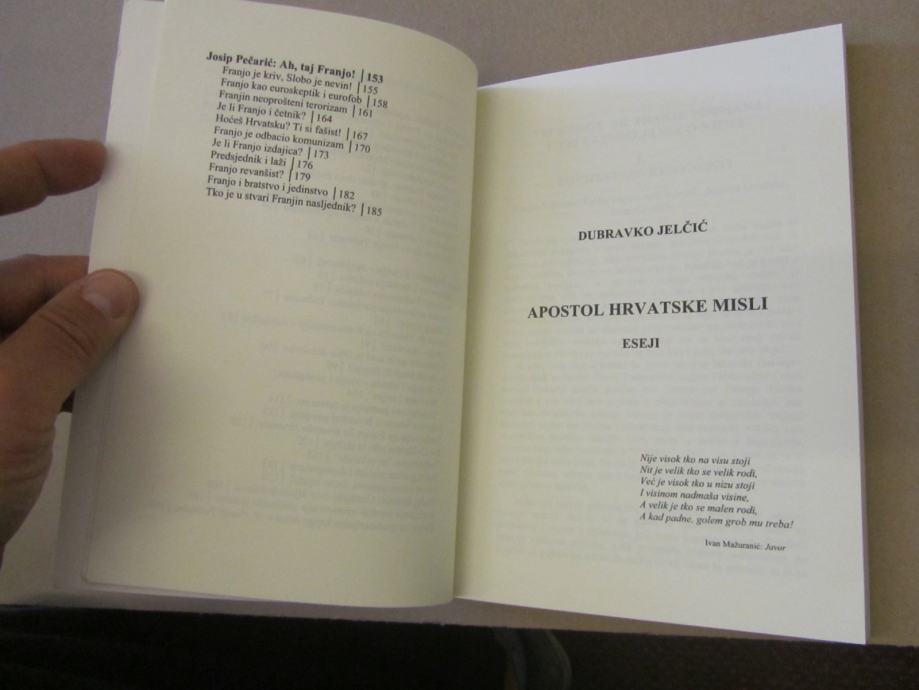 Josip Pečarić: Ah, taj Franjo! | 153
Franjo je kriv, Slobo je nevin! | 155
Franjo kao euroskeptik i eurofob | 158
Franjin neoprošteni terorizam | 161
Je li Franjo i četnik? | 164
Hoćeš Hrvatsku? Ti si fašist! | 167
Franjo je odbacio komunizam | 170
Je li Franjo izdajica? | 173
Predsjednik i laži | 176
Franjo revanšist? | 179
Franjo i bratstvo i jedinstvo | 182
Tko je u stvari Franjin nasljednik? | 185
DUBRAVKO JELČIĆ
APOSTOL HRVATSKE MISLI
ESEJI
Nije visok tko na visu stoji
Nit je velik tko se velik rodi,
Već je visok tko u nizu stoji
I visinom nadmaša visine,
A velik je tko se malen rodi,
A kad padne, golem grob mu treba!
Ivan Mažuranić: Javor